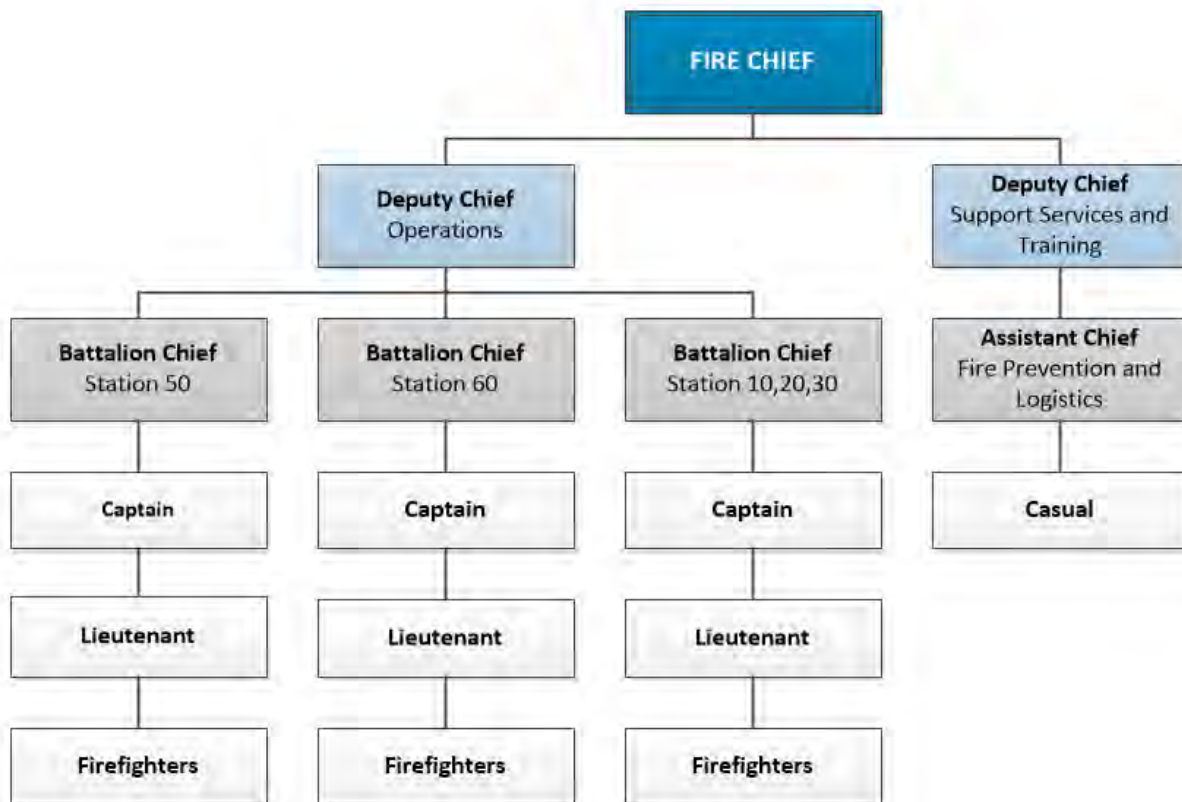 FIRE CHIEF
Deputy Chief
Operations
Deputy Chief
Support Services and
Training
Battalion Chief
Station 50
Battalion Chief
Station 60
Battalion Chief
Station 10,20,30
Assistant Chief
Fire Prevention and
Logistics
Captain
Captain
Captain
Casual
Lieutenant
Lieutenant
Lieutenant
Firefighters
Firefighters
Firefighters